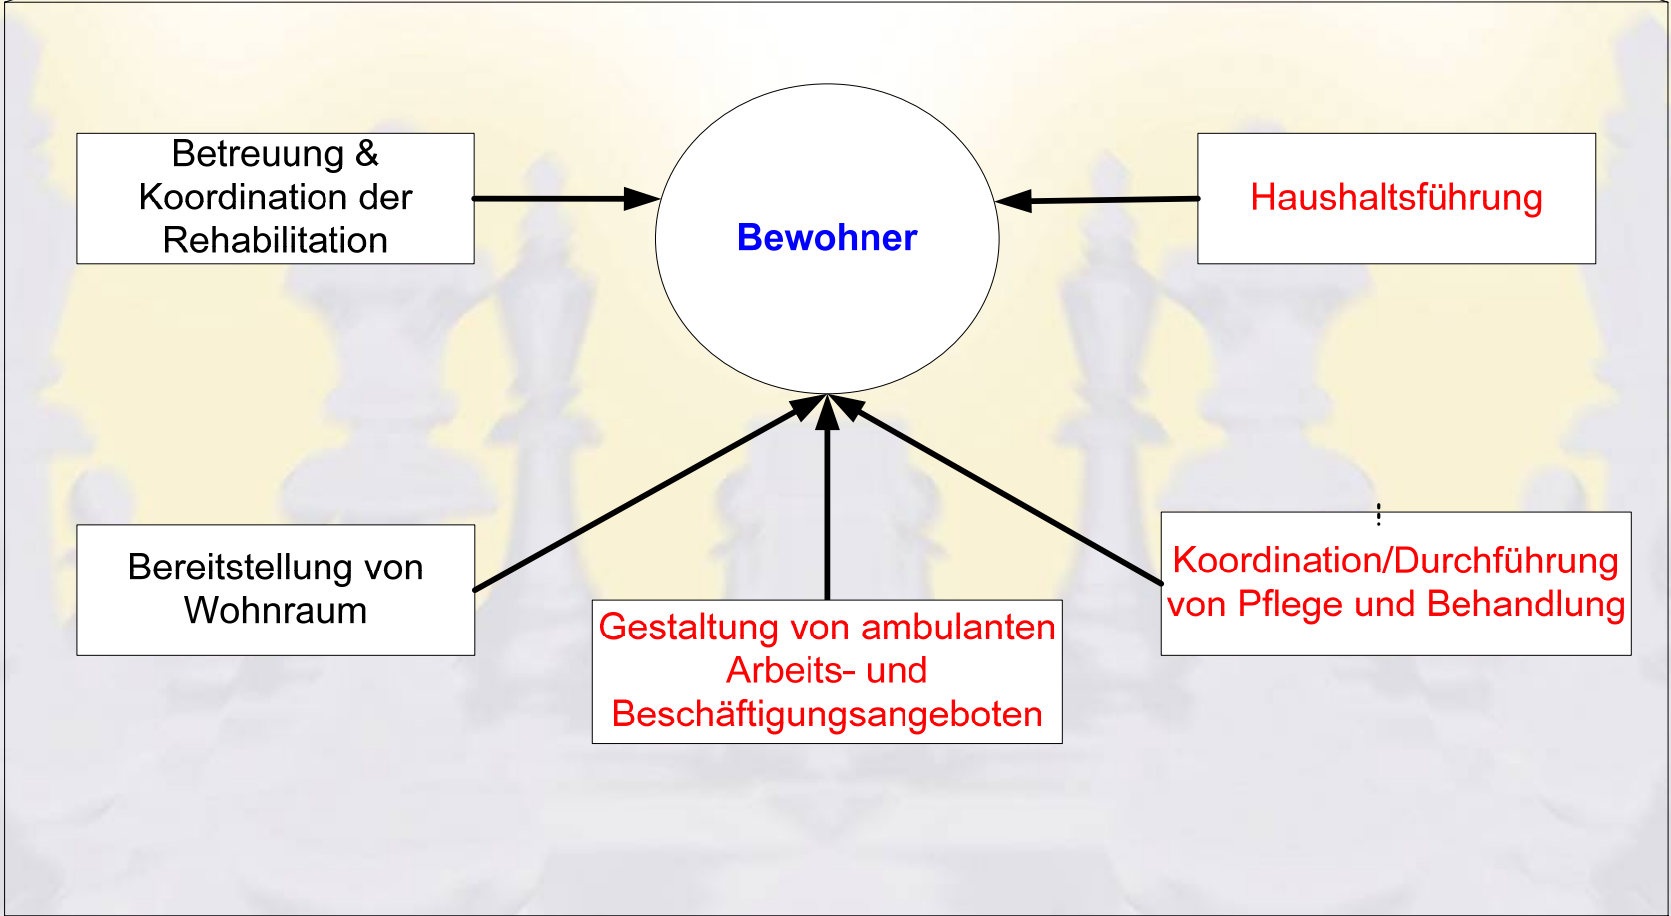 Betreuung &
Koordination der
Rehabilitation
Bewohner
Haushaltsführung
Bereitstellung von
Wohnraum
Gestaltung von ambulanten
Arbeits- und
Beschäftigungsangeboten
Koordination/Durchführung
von Pflege und Behandlung